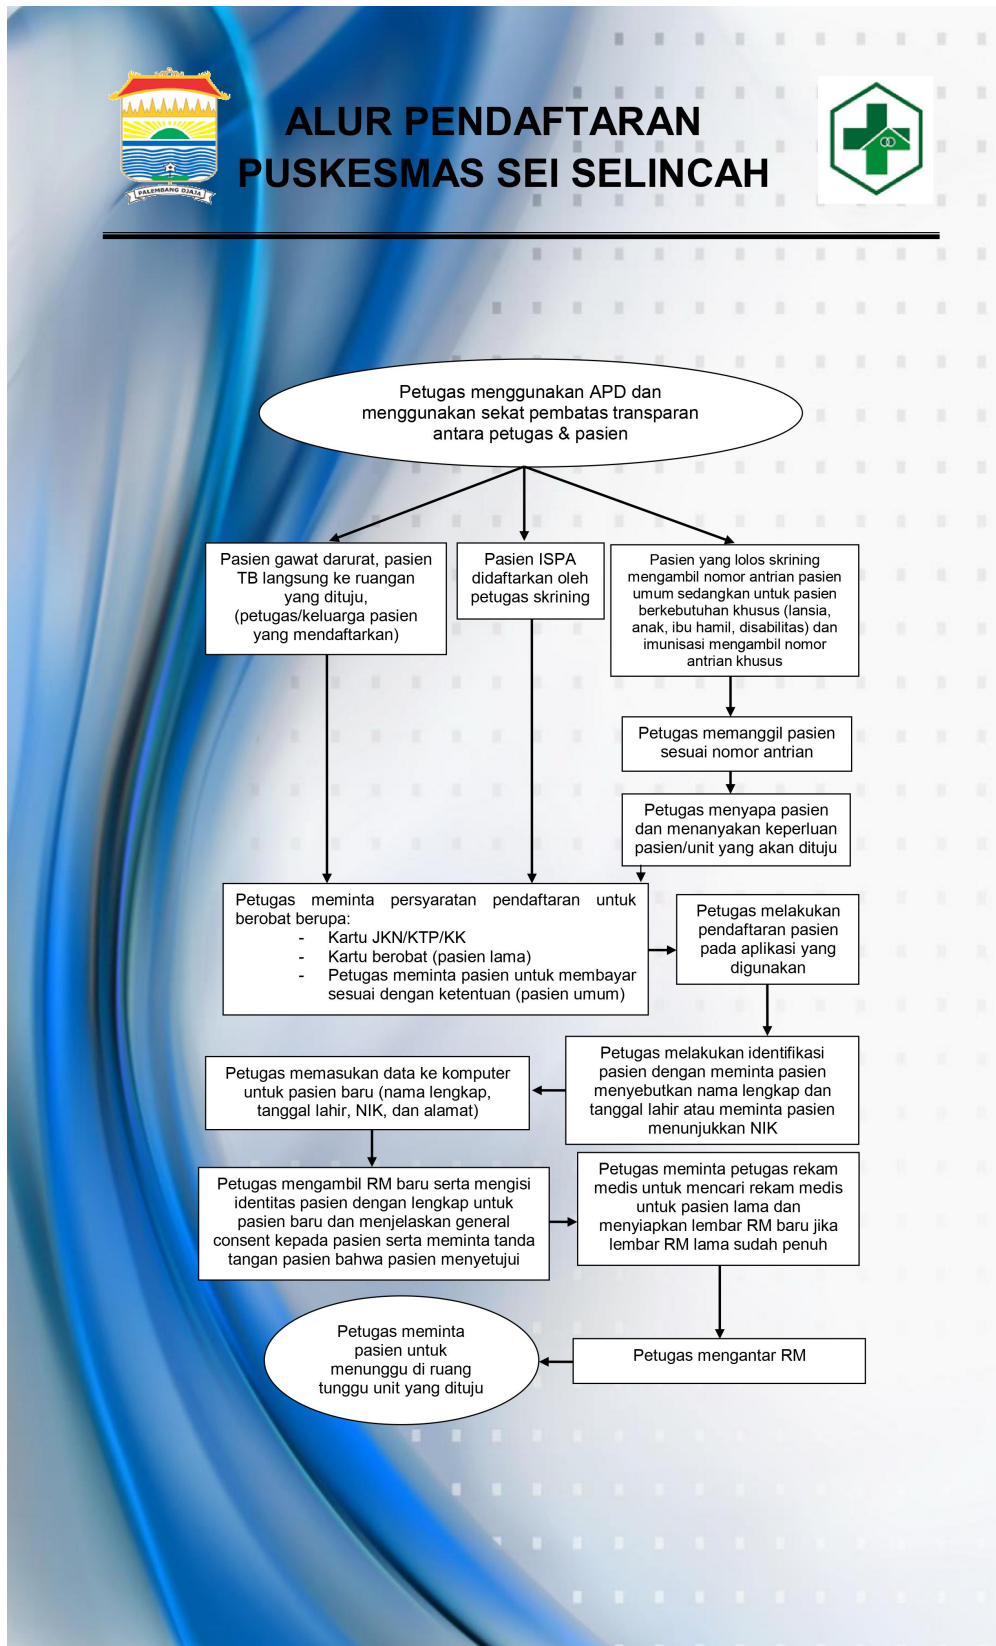 ALUR PENDAFTARAN
PUSKESMAS SEI SELINCAH
PALEMBANG DJAJA
Petugas menggunakan APD dan
menggunakan sekat pembatas transparan
antara petugas & pasien
Pasien gawat darurat, pasien
TB langsung ke ruangan
yang dituju,
(petugas/keluarga pasien
yang mendaftarkan)
Pasien ISPA
didaftarkan oleh
petugas skrining
Pasien yang lolos skrining
mengambil nomor antrian pasien
umum sedangkan untuk pasien
berkebutuhan khusus (lansia,
anak, ibu hamil, disabilitas) dan
imunisasi mengambil nomor
antrian khusus
Petugas memanggil pasien
sesuai nomor antrian
Petugas menyapa pasien
dan menanyakan keperluan
pasien/unit yang akan dituju
Petugas meminta persyaratan pendaftaran untuk
berobat berupa:
- Kartu JKN/KTP/KK
- Kartu berobat (pasien lama)
- Petugas meminta pasien untuk membayar
sesuai dengan ketentuan (pasien umum)
Petugas melakukan
pendaftaran pasien
pada aplikasi yang
digunakan
Petugas melakukan identifikasi
pasien dengan meminta pasien
menyebutkan nama lengkap dan
tanggal lahir atau meminta pasien
menunjukkan NIK
Petugas memasukan data ke komputer
untuk pasien baru (nama lengkap,
tanggal lahir, NIK, dan alamat)
Petugas mengambil RM baru serta mengisi
identitas pasien dengan lengkap untuk
pasien baru dan menjelaskan general
consent kepada pasien serta meminta tanda
tangan pasien bahwa pasien menyetujui
Petugas meminta petugas rekam
medis untuk mencari rekam medis
untuk pasien lama dan
menyiapkan lembar RM baru jika
lembar RM lama sudah penuh
Petugas mengantar RM
Petugas meminta
pasien untuk
menunggu di ruang
tunggu unit yang dituju